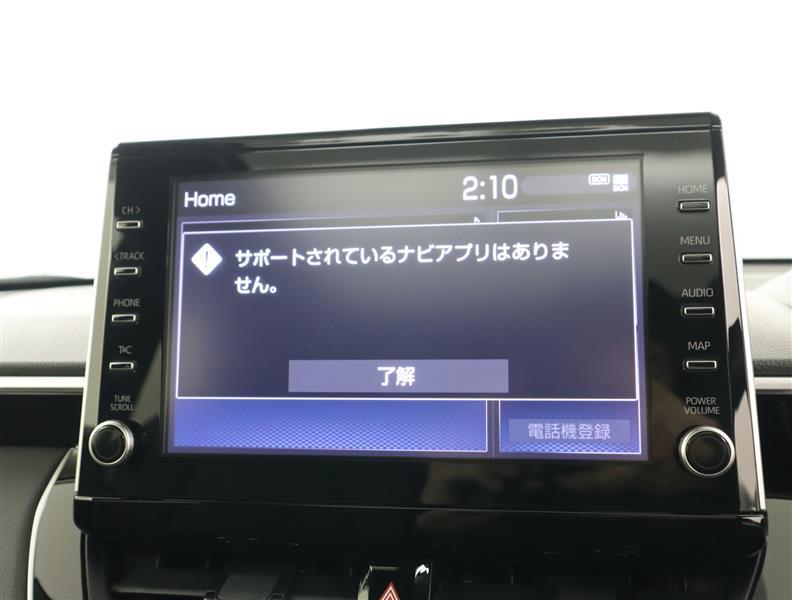 Home
2:10
サポートされているナビアプリはありま
せん。
了解
電話機登録
CH >
< TRACK
PHONE
TUNE
SCROLL
HOME
MENU
AUDIO
MAP
POWER
VOLUME